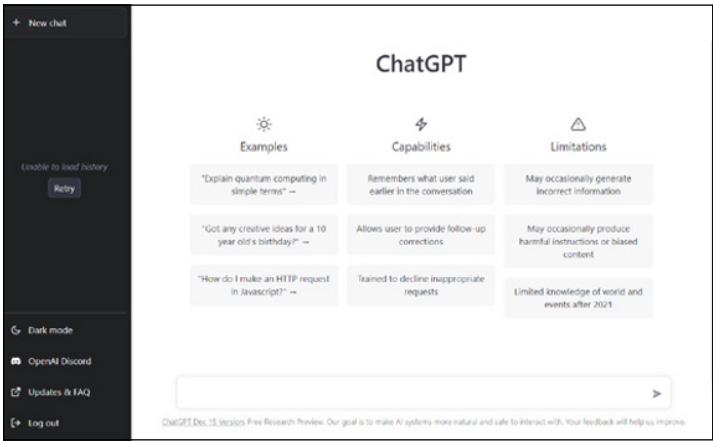 + New chat
Unable to load history
Retry
Dark mode
OpenAI Discord
Updates & FAQ
Log out
ChatGPT
Examples
"Explain quantum computing in
simple terms" →
"Got any creative ideas for a 10
year old's birthday?" →
"How do I make an HTTP request
in Javascript?" →
Capabilities
Remembers what user said
earlier in the conversation
Allows user to provide follow-up
corrections
Trained to decline inappropriate
requests
Limitations
May occasionally generate
incorrect information
May occasionally produce
harmful instructions or biased
content
Limited knowledge of world and
events after 2021
ChatGPT Dec 15 Version. Free Research Preview. Our goal is to make AI systems more natural and safe to interact with. Your feedback will help us improve.